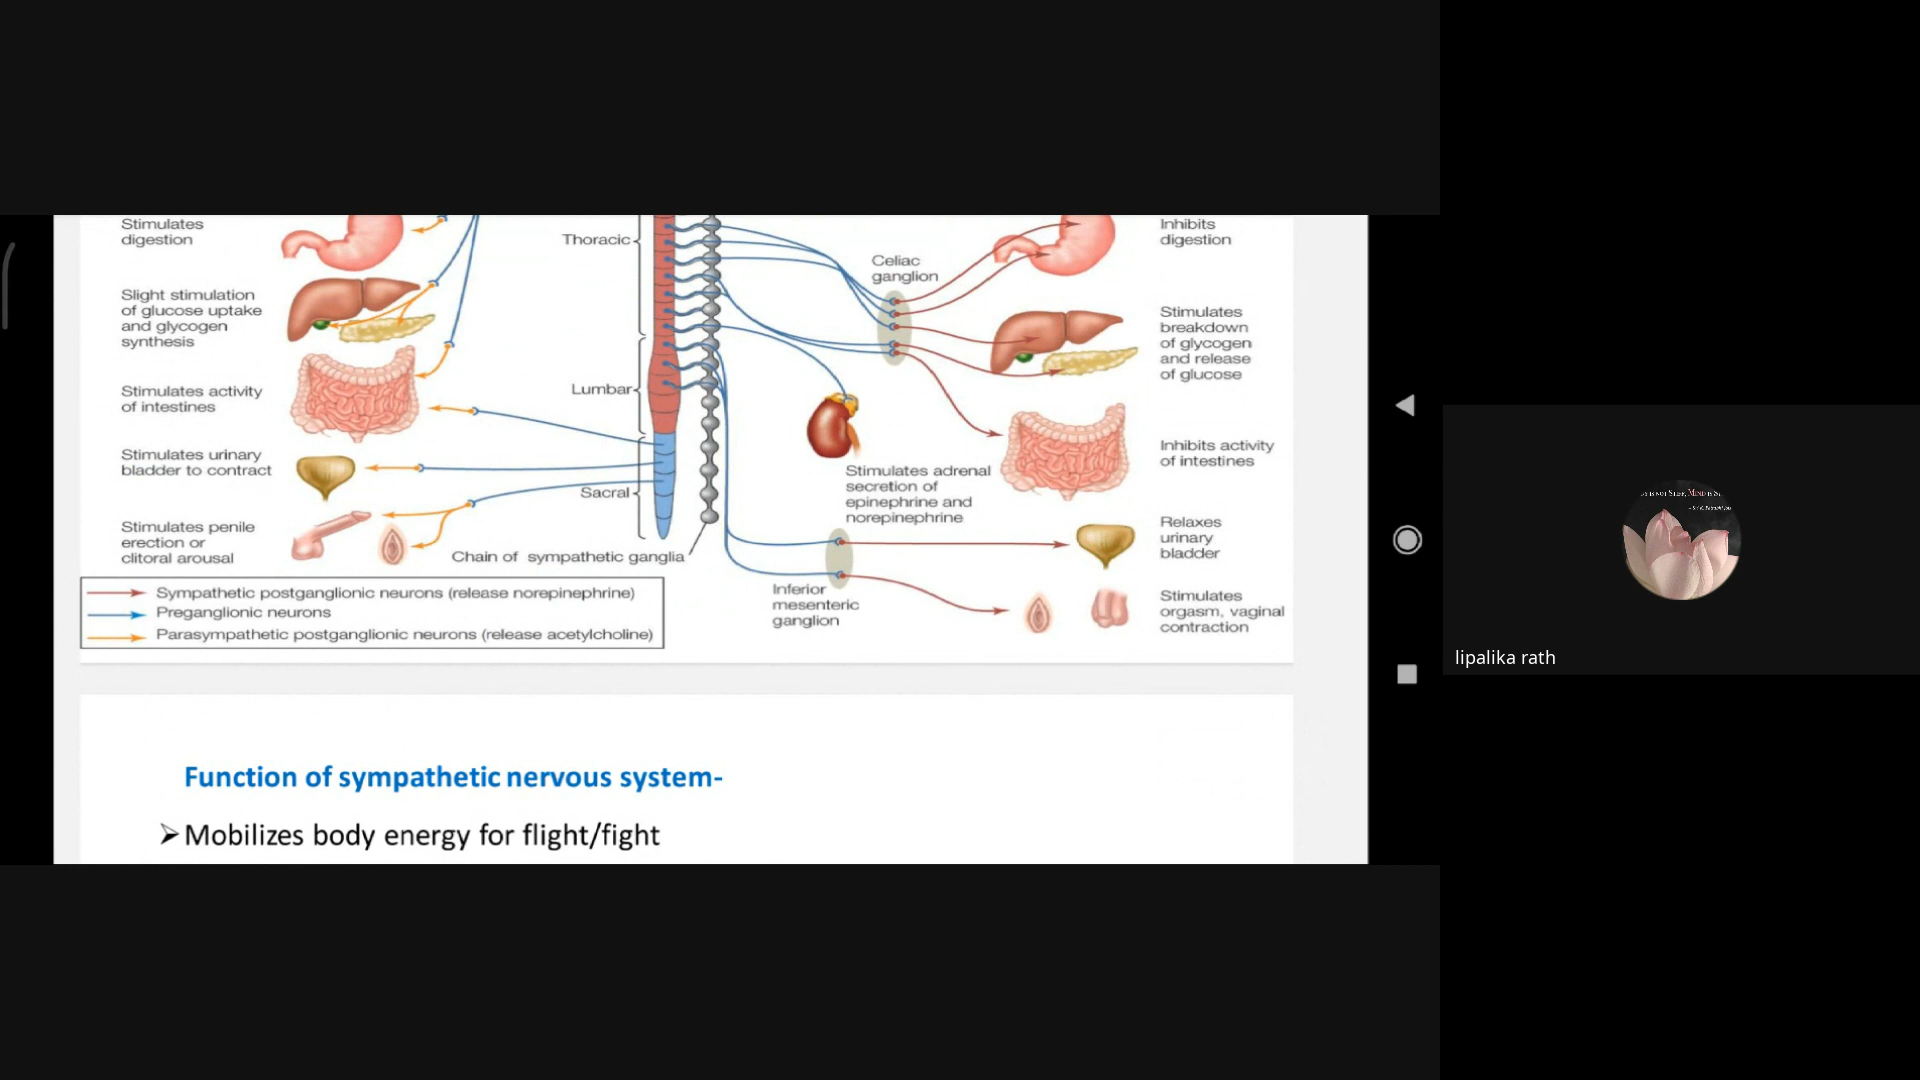 Stimulates
digestion
Slight stimulation
of glucose uptake
and glycogen
synthesis
Stimulates activity
of intestines
Stimulates urinary
bladder to contract
Stimulates penile
erection or
clitoral arousal
Thoracic
Lumbar
Sacral
Chain of sympathetic ganglia
Celiac
ganglion
Stimulates adrenal
secretion of
epinephrine and
norepinephrine
Inferior
mesenteric
ganglion
Inhibits
digestion
Stimulates
breakdown
of glycogen
and release
of glucose
Inhibits activity
of intestines
Relaxes
urinary
bladder
Stimulates
orgasm, vaginal
contraction
Sympathetic postganglionic neurons (release norepinephrine)
Preganglionic neurons
Parasympathetic postganglionic neurons (release acetylcholine)
Function of sympathetic nervous system-
➢Mobilizes body energy for flight/fight
lipalika rath